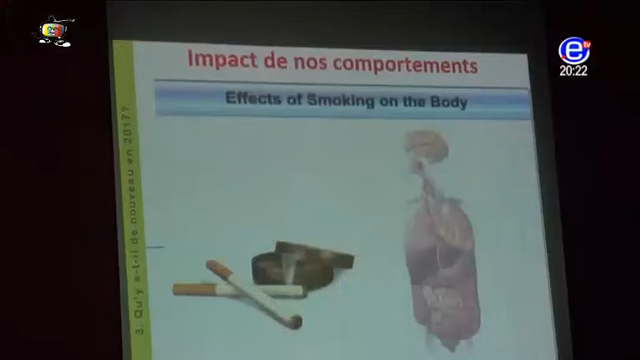 Impact de nos comportements
Effects of Smoking on the Body
3. Qu'y a-t-il de nouveau en 2017?
e tv
20:22